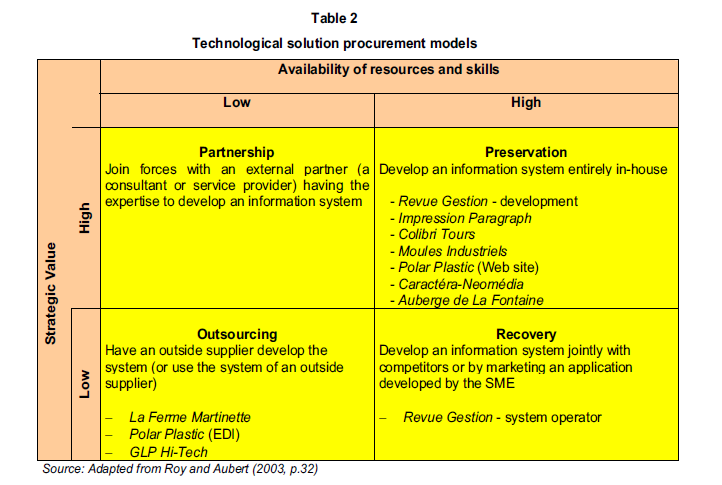 Table 2
Technological solution procurement models
Availability of resources and skills
Low
High
Strategic Value
High
Partnership
Join forces with an external partner (a
consultant or service provider) having the
expertise to develop an information system
Preservation
Develop an information system entirely in-house
- Revue Gestion - development
- Impression Paragraph
- Colibri Tours
- Moules Industriels
- Polar Plastic (Web site)
- Caractéra-Neomédia
- Auberge de La Fontaine
Low
Outsourcing
Have an outside supplier develop the
system (or use the system of an outside
supplier)
– La Ferme Martinette
– Polar Plastic (EDI)
– GLP Hi-Tech
Recovery
Develop an information system jointly with
competitors or by marketing an application
developed by the SME
– Revue Gestion - system operator
Source: Adapted from Roy and Aubert (2003, p.32)